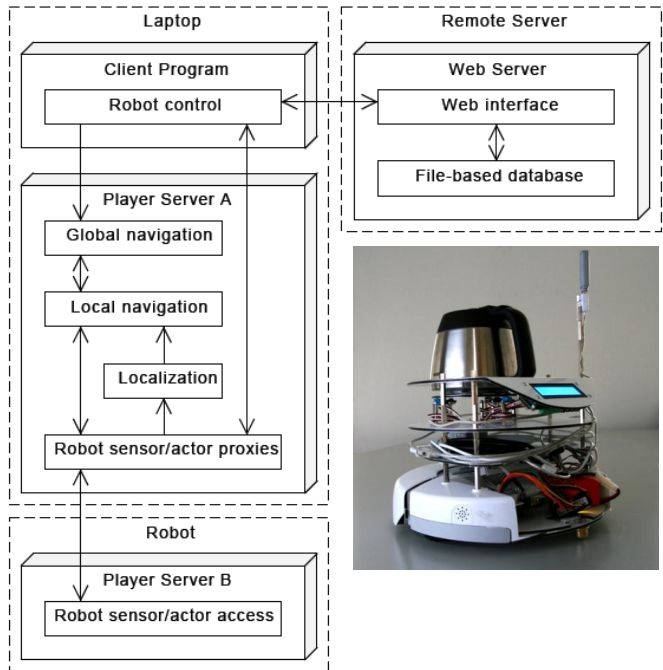 Laptop
Client Program
Robot control
Player Server A
Global navigation
Local navigation
Localization
Robot sensor/actor proxies
Robot
Player Server B
Robot sensor/actor access
Remote Server
Web Server
Web interface
File-based database